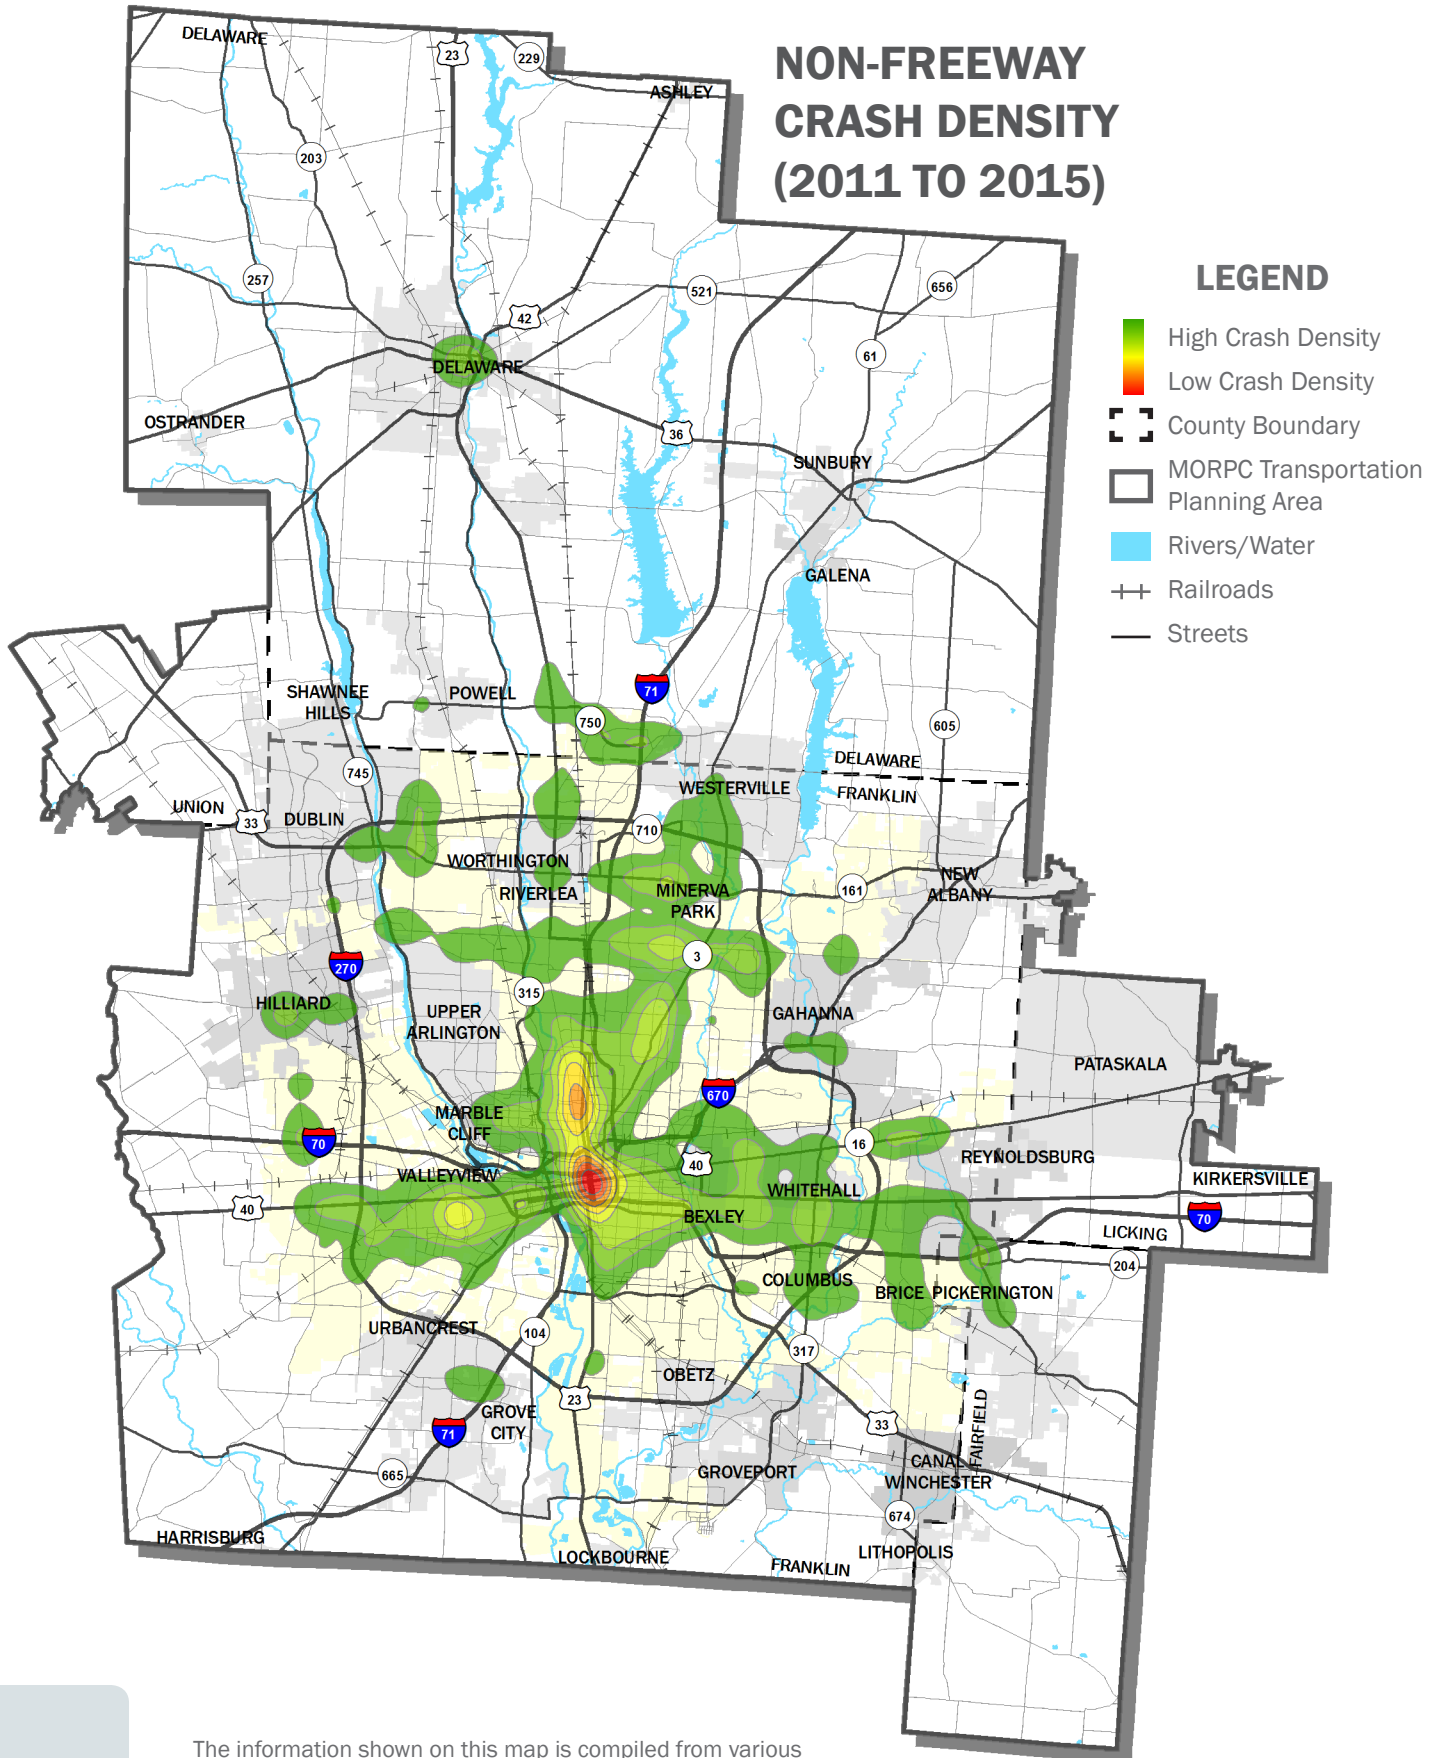 NON-FREEWAY
CRASH DENSITY
(2011 TO 2015)
LEGEND
High Crash Density
Low Crash Density
County Boundary
MORPC Transportation
Planning Area
Rivers/Water
Railroads
Streets
DELAWARE
23
229
ASHLEY
203
257
521
656
42
61
DELAWARE
OSTRANDER
36
SUNBURY
GALENA
SHAWNEE
HILLS
POWELL
71
750
605
745
DELAWARE
WESTERVILLE
FRANKLIN
UNION
33
DUBLIN
710
WORTHINGTON
RIVERLEA
MINERVA
PARK
161
NEW
ALBANY
3
270
315
HILLIARD
UPPER
ARLINGTON
GAHANNA
PATASKALA
670
MARBLE
CLIFF
70
16
REYNOLDSBURG
40
VALLEYVIEW
WHITEHALL
KIRKERSVILLE
40
BEXLEY
70
LICKING
204
COLUMBUS
BRICE
PICKERINGTON
URBANCREST
104
317
OBETZ
23
GROVE
CITY
71
33
FAIRFIELD
665
GROVEPORT
CANAL
WINCHESTER
674
HARRISBURG
LOCKBOURNE
LITHOPOLIS
FRANKLIN
The information shown on this map is compiled from various